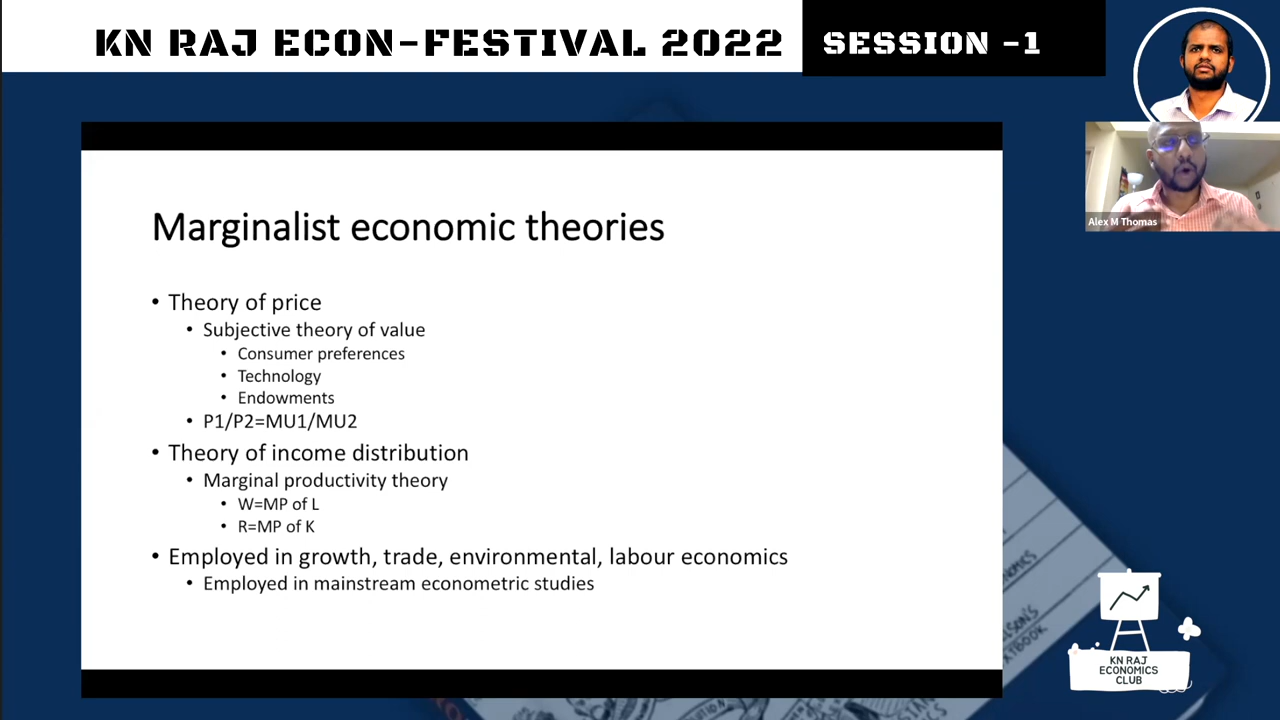 KN RAJ ECON-FESTIVAL 2022
SESSION -1
Alex M Thomas
Marginalist economic theories
• Theory of price
• Subjective theory of value
• Consumer preferences
• Technology
• Endowments
• P1/P2=MU1/MU2
• Theory of income distribution
• Marginal productivity theory
• W=MP of L
• R=MP of K
• Employed in growth, trade, environmental, labour economics
• Employed in mainstream econometric studies
KN RAJ
ECONOMICS
CLUB